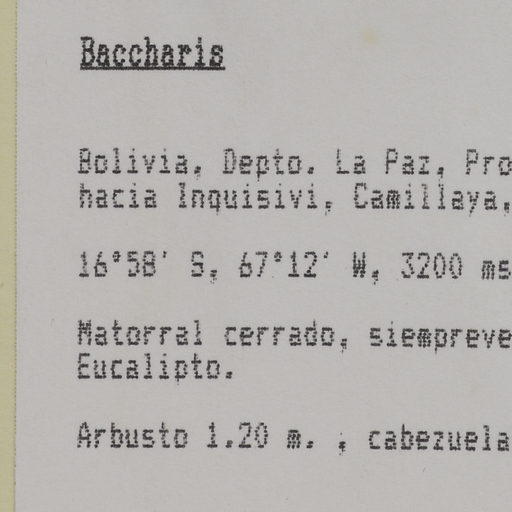 Baccharis
Bolivia, Depto. La Paz, Pro
hacia Inquisivi, Camillaya,
16°58' S, 67°12' W, 3200 ms
Matorral cerrado, siempreve
Eucalipto.
Arbusto 1.20 m. , cabezuela